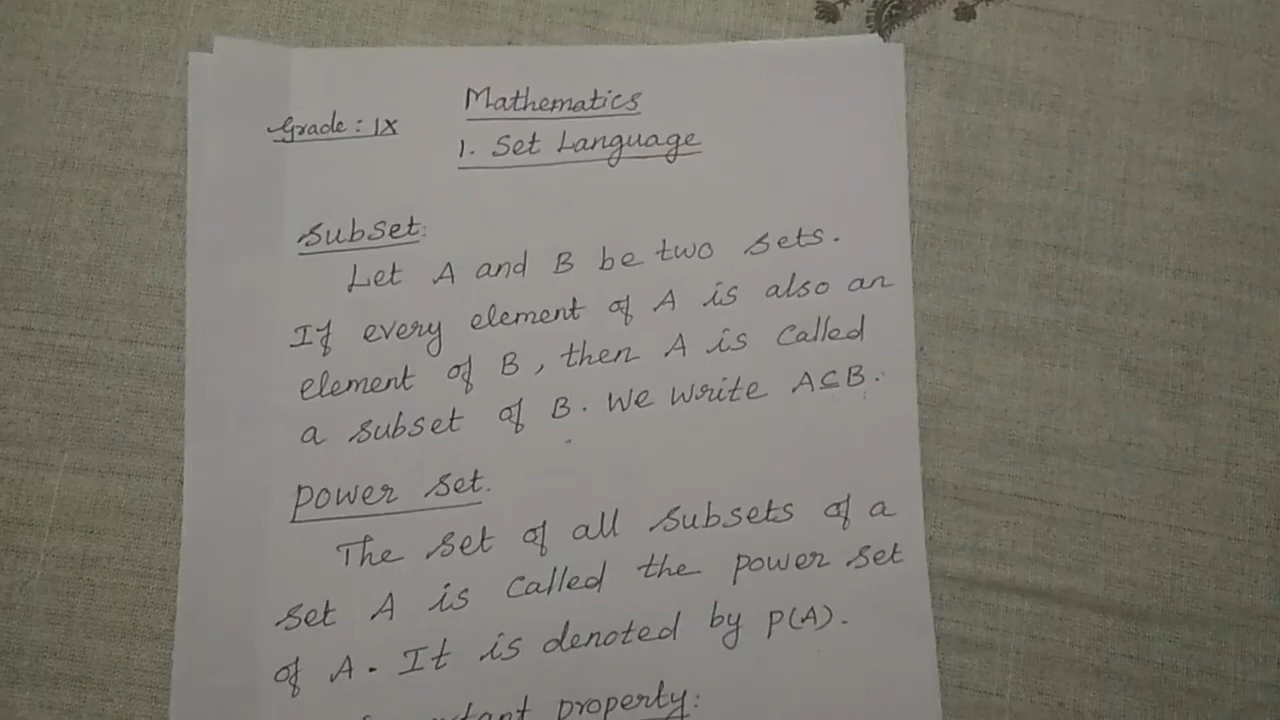 Mathematics
Grade: IX
1. Set Language
Subset:
Let A and B be two sets.
If every element of A is also an
element of B, then A is called
a subset of B. We write A⊆B.
power set.
The set of all subsets of a
set A is called the power set
of A. It is denoted by P(A).
property: